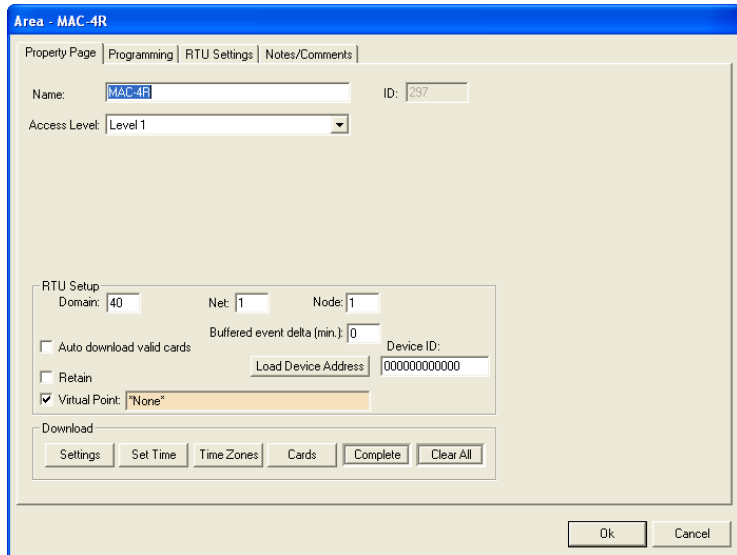 Area - MAC-4R
Property Page Programming RTU Settings Notes/Comments
Name: MAC-4R ID: 297
Access Level: Level 1
RTU Setup
Domain: 40 Net: 1 Node: 1
Buffered event delta (min.): 0
Auto download valid cards Device ID:
Load Device Address 000000000000
Retain
Virtual Point: "None"
Download
Settings Set Time Time Zones Cards Complete Clear All
Ok Cancel